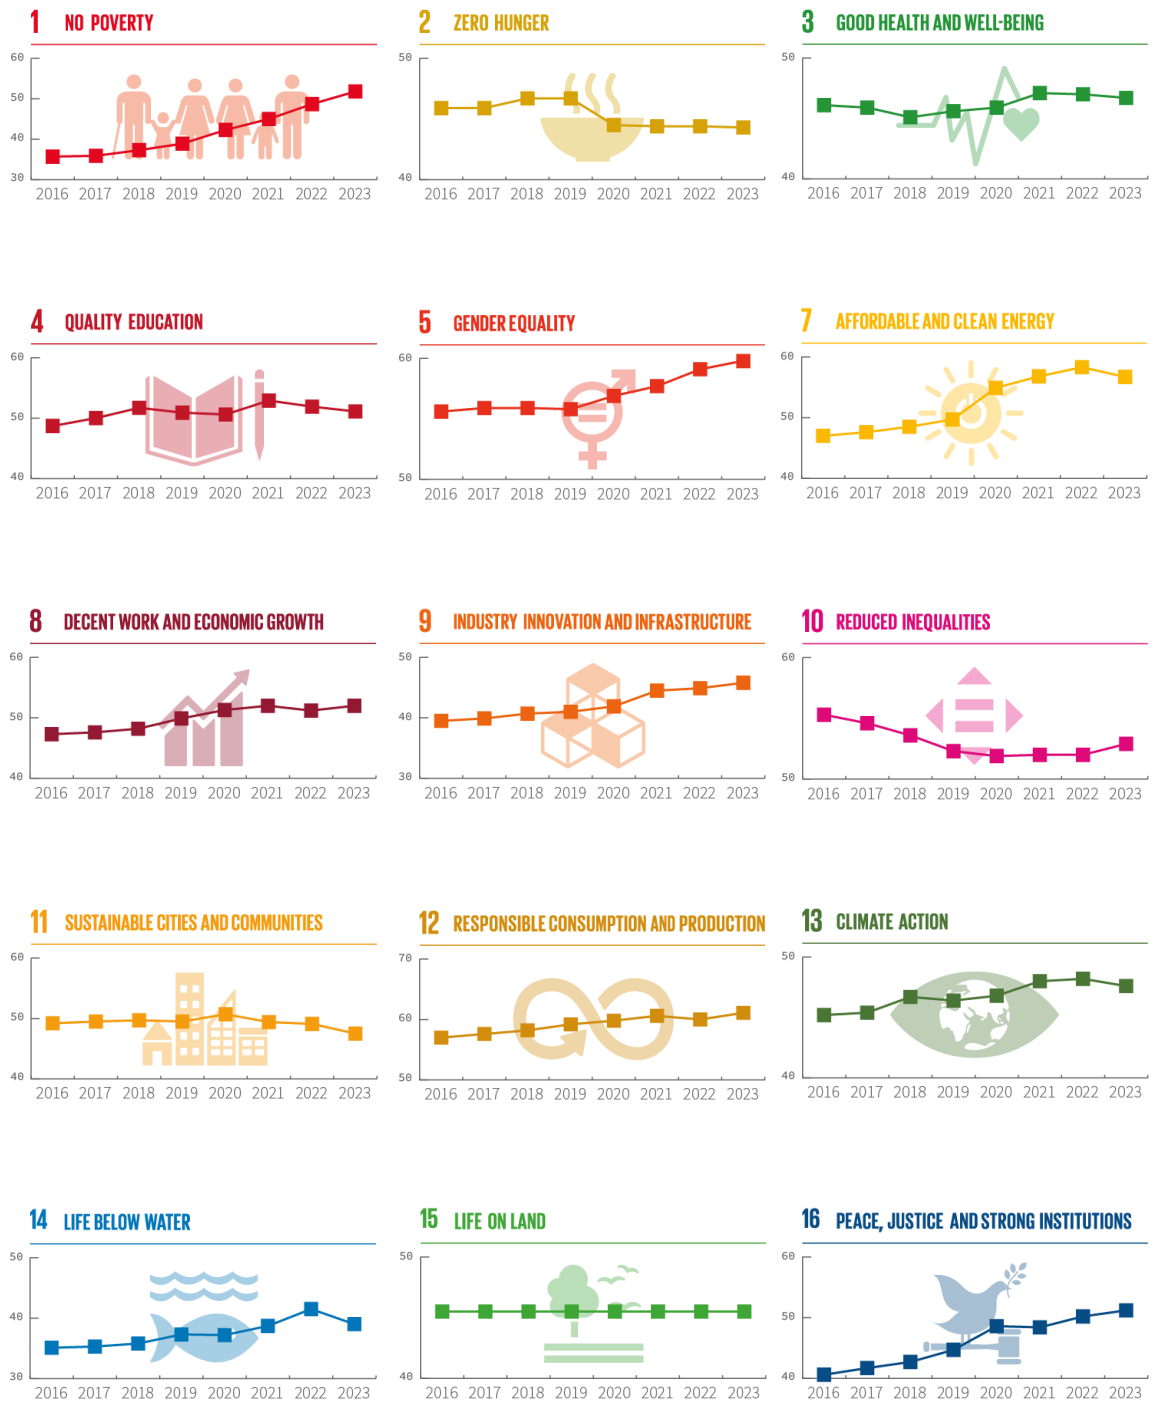 1 NO POVERTY
60
50
40
30
2016 2017 2018 2019 2020 2021 2022 2023
2 ZERO HUNGER
50
40
2016 2017 2018 2019 2020 2021 2022 2023
3 GOOD HEALTH AND WELL-BEING
50
40
2016 2017 2018 2019 2020 2021 2022 2023
4 QUALITY EDUCATION
60
50
40
2016 2017 2018 2019 2020 2021 2022 2023
5 GENDER EQUALITY
60
50
2016 2017 2018 2019 2020 2021 2022 2023
7 AFFORDABLE AND CLEAN ENERGY
60
50
40
2016 2017 2018 2019 2020 2021 2022 2023
8 DECENT WORK AND ECONOMIC GROWTH
60
50
40
2016 2017 2018 2019 2020 2021 2022 2023
9 INDUSTRY INNOVATION AND INFRASTRUCTURE
50
40
30
2016 2017 2018 2019 2020 2021 2022 2023
10 REDUCED INEQUALITIES
60
50
2016 2017 2018 2019 2020 2021 2022 2023
11 SUSTAINABLE CITIES AND COMMUNITIES
60
50
40
2016 2017 2018 2019 2020 2021 2022 2023
12 RESPONSIBLE CONSUMPTION AND PRODUCTION
70
60
50
2016 2017 2018 2019 2020 2021 2022 2023
13 CLIMATE ACTION
50
40
2016 2017 2018 2019 2020 2021 2022 2023
14 LIFE BELOW WATER
50
40
30
2016 2017 2018 2019 2020 2021 2022 2023
15 LIFE ON LAND
50
40
2016 2017 2018 2019 2020 2021 2022 2023
16 PEACE, JUSTICE AND STRONG INSTITUTIONS
60
50
40
2016 2017 2018 2019 2020 2021 2022 2023